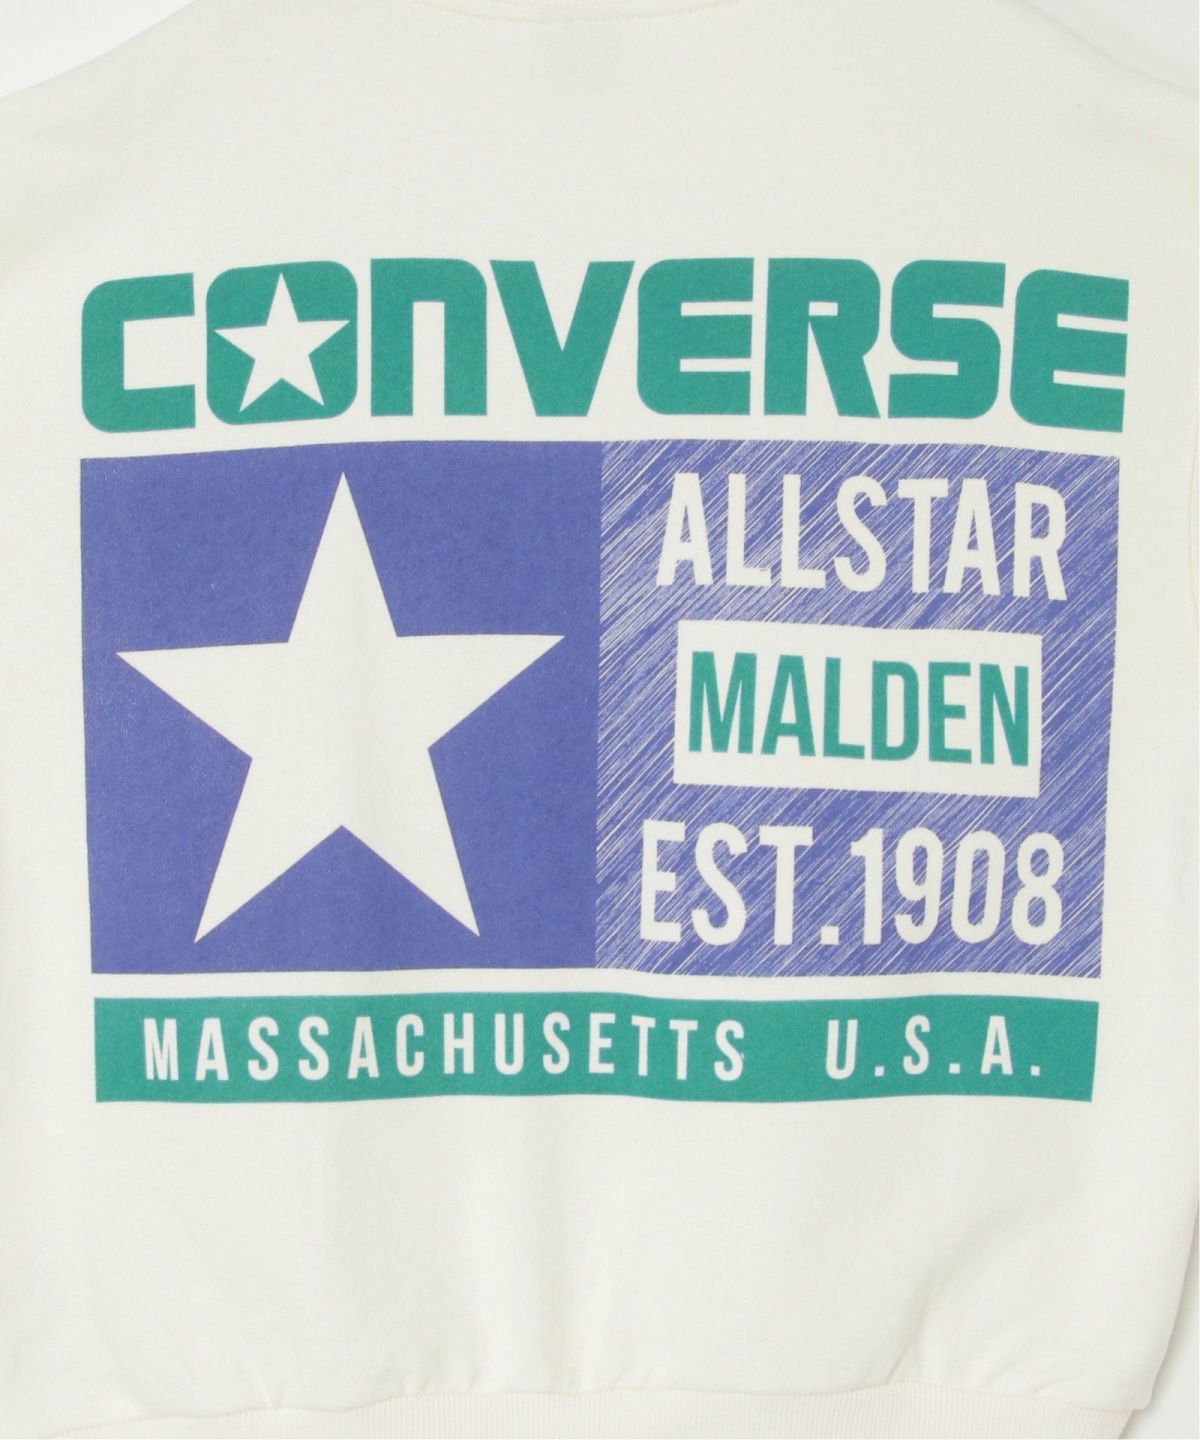 CONVERSE
ALLSTAR
MALDEN
EST.1908
MASSACHUSETTS U.S.A.